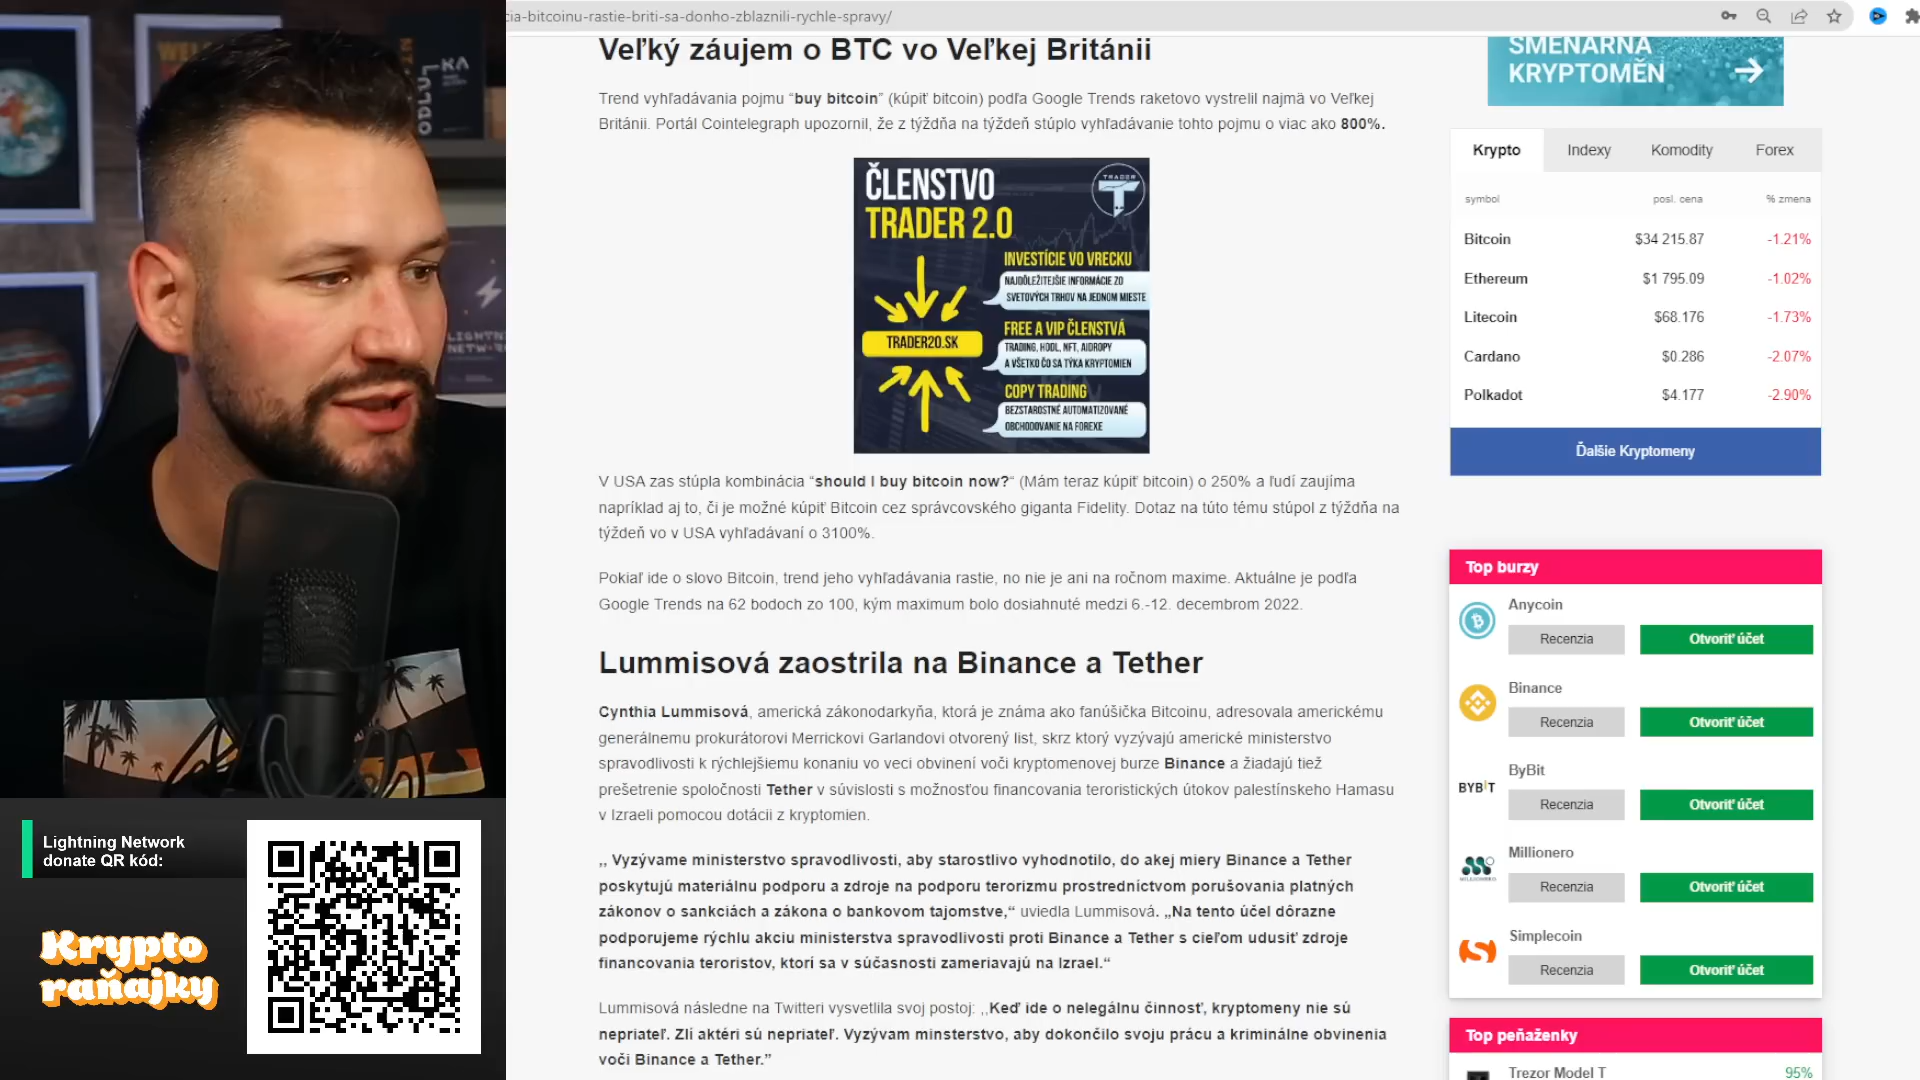 cia-bitcoinu-rastie-briti-sa-donho-zblaznili-rychle-spravy/
Veľký záujem o BTC vo Veľkej Británii
Trend vyhľadávania pojmu “buy bitcoin” (kúpiť bitcoin) podľa Google Trends raketovo vystrelil najmä vo Veľkej
Británii. Portál Cointelegraph upozornil, že z týždňa na týždeň stúplo vyhľadávanie tohto pojmu o viac ako 800%.
ČLENSTVO
TRADER 2.0
TRADER
INVESTÍCIE VO VRECKU
NAJDÔLEŽITEJŠIE INFORMÁCIE ZO
SVETOVÝCH TRHOV NA JEDNOM MIESTE
TRADER20.SK
FREE A VIP ČLENSTVÁ
TRADING, HODL, NFT, AIDROPY
A VŠETKO ČO SA TÝKA KRYPTOMIEN
COPY TRADING
BEZSTAROSTNÉ AUTOMATIZOVANÉ
OBCHODOVANIE NA FOREXE
V USA zas stúpla kombinácia “should I buy bitcoin now?“ (Mám teraz kúpiť bitcoin) o 250% a ľudí zaujíma
napríklad aj to, či je možné kúpiť Bitcoin cez správcovského giganta Fidelity. Dotaz na túto tému stúpol z týždňa na
týždeň vo v USA vyhľadávaní o 3100%.
Pokiaľ ide o slovo Bitcoin, trend jeho vyhľadávania rastie, no nie je ani na ročnom maxime. Aktuálne je podľa
Google Trends na 62 bodoch zo 100, kým maximum bolo dosiahnuté medzi 6.-12. decembrom 2022.
Lummisová zaostrila na Binance a Tether
Cynthia Lummisová, americká zákonodarkyňa, ktorá je známa ako fanúšička Bitcoinu, adresovala americkému
generálnemu prokurátorovi Merrickovi Garlandovi otvorený list, skrz ktorý vyzývajú americké ministerstvo
spravodlivosti k rýchlejšiemu konaniu vo veci obvinení voči kryptomenovej burze Binance a žiadajú tiež
prešetrenie spoločnosti Tether v súvislosti s možnosťou financovania teroristických útokov palestínskeho Hamasu
v Izraeli pomocou dotácii z kryptomien.
,, Vyzývame ministerstvo spravodlivosti, aby starostlivo vyhodnotilo, do akej miery Binance a Tether
poskytujú materiálnu podporu a zdroje na podporu terorizmu prostredníctvom porušovania platných
zákonov o sankciách a zákona o bankovom tajomstve,“ uviedla Lummisová. „Na tento účel dôrazne
podporujeme rýchlu akciu ministerstva spravodlivosti proti Binance a Tether s cieľom udusiť zdroje
financovania teroristov, ktorí sa v súčasnosti zameriavajú na Izrael.“
Lummisová následne na Twitteri vysvetlila svoj postoj: ,,Keď ide o nelegálnu činnosť, kryptomeny nie sú
nepriateľ. Zlí aktéri sú nepriateľ. Vyzývam minsterstvo, aby dokončilo svoju prácu a kriminálne obvinenia
voči Binance a Tether.”
SMENÁRNA
KRYPTOMĚN
Krypto Indexy Komodity Forex
symbol posl. cena % zmena
Bitcoin $34 215.87 -1.21%
Ethereum $1 795.09 -1.02%
Litecoin $68.176 -1.73%
Cardano $0.286 -2.07%
Polkadot $4.177 -2.90%
Ďalšie Kryptomeny
Top burzy
Anycoin
Recenzia Otvoriť účet
Binance
Recenzia Otvoriť účet
ByBit
BYBIT
Recenzia Otvoriť účet
Millionero
Recenzia Otvoriť účet
Simplecoin
Recenzia Otvoriť účet
Top peňaženky
Trezor Model T 95%
Lightning Network
donate QR kód:
Krypto
raňajky